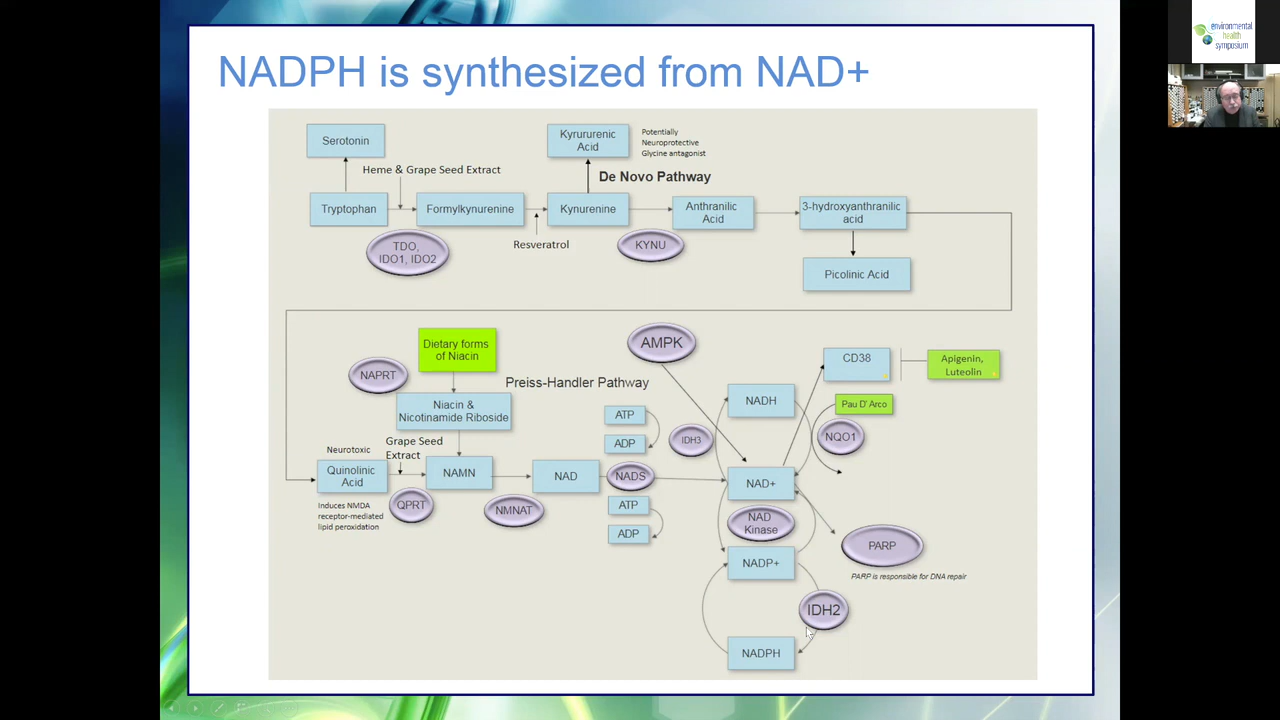 NADPH is synthesized from NAD+
environmental
health
symposium
Serotonin
Kyrururenic
Acid
Potentially
Neuroprotective
Glycine antagonist
Heme & Grape Seed Extract
De Novo Pathway
Tryptophan
Formylkynurenine
Kynurenine
Anthranilic
Acid
3-hydroxyanthranilic
acid
TDO,
IDO1, IDO2
Resveratrol
KYNU
Picolinic Acid
Dietary forms
of Niacin
AMPK
CD38
Apigenin,
Luteolin
NAPRT
Preiss-Handler Pathway
Niacin &
Nicotinamide Riboside
NADH
Pau D' Arco
ATP
ADP
IDH3
NQO1
Neurotoxic
Grape Seed
Extract
Quinolinic
Acid
NAMN
NAD
NADS
NAD+
Induces NMDA
receptor-mediated
lipid peroxidation
QPRT
NMNAT
ATP
ADP
NAD
Kinase
PARP
NADP+
PARP is responsible for DNA repair
IDH2
NADPH